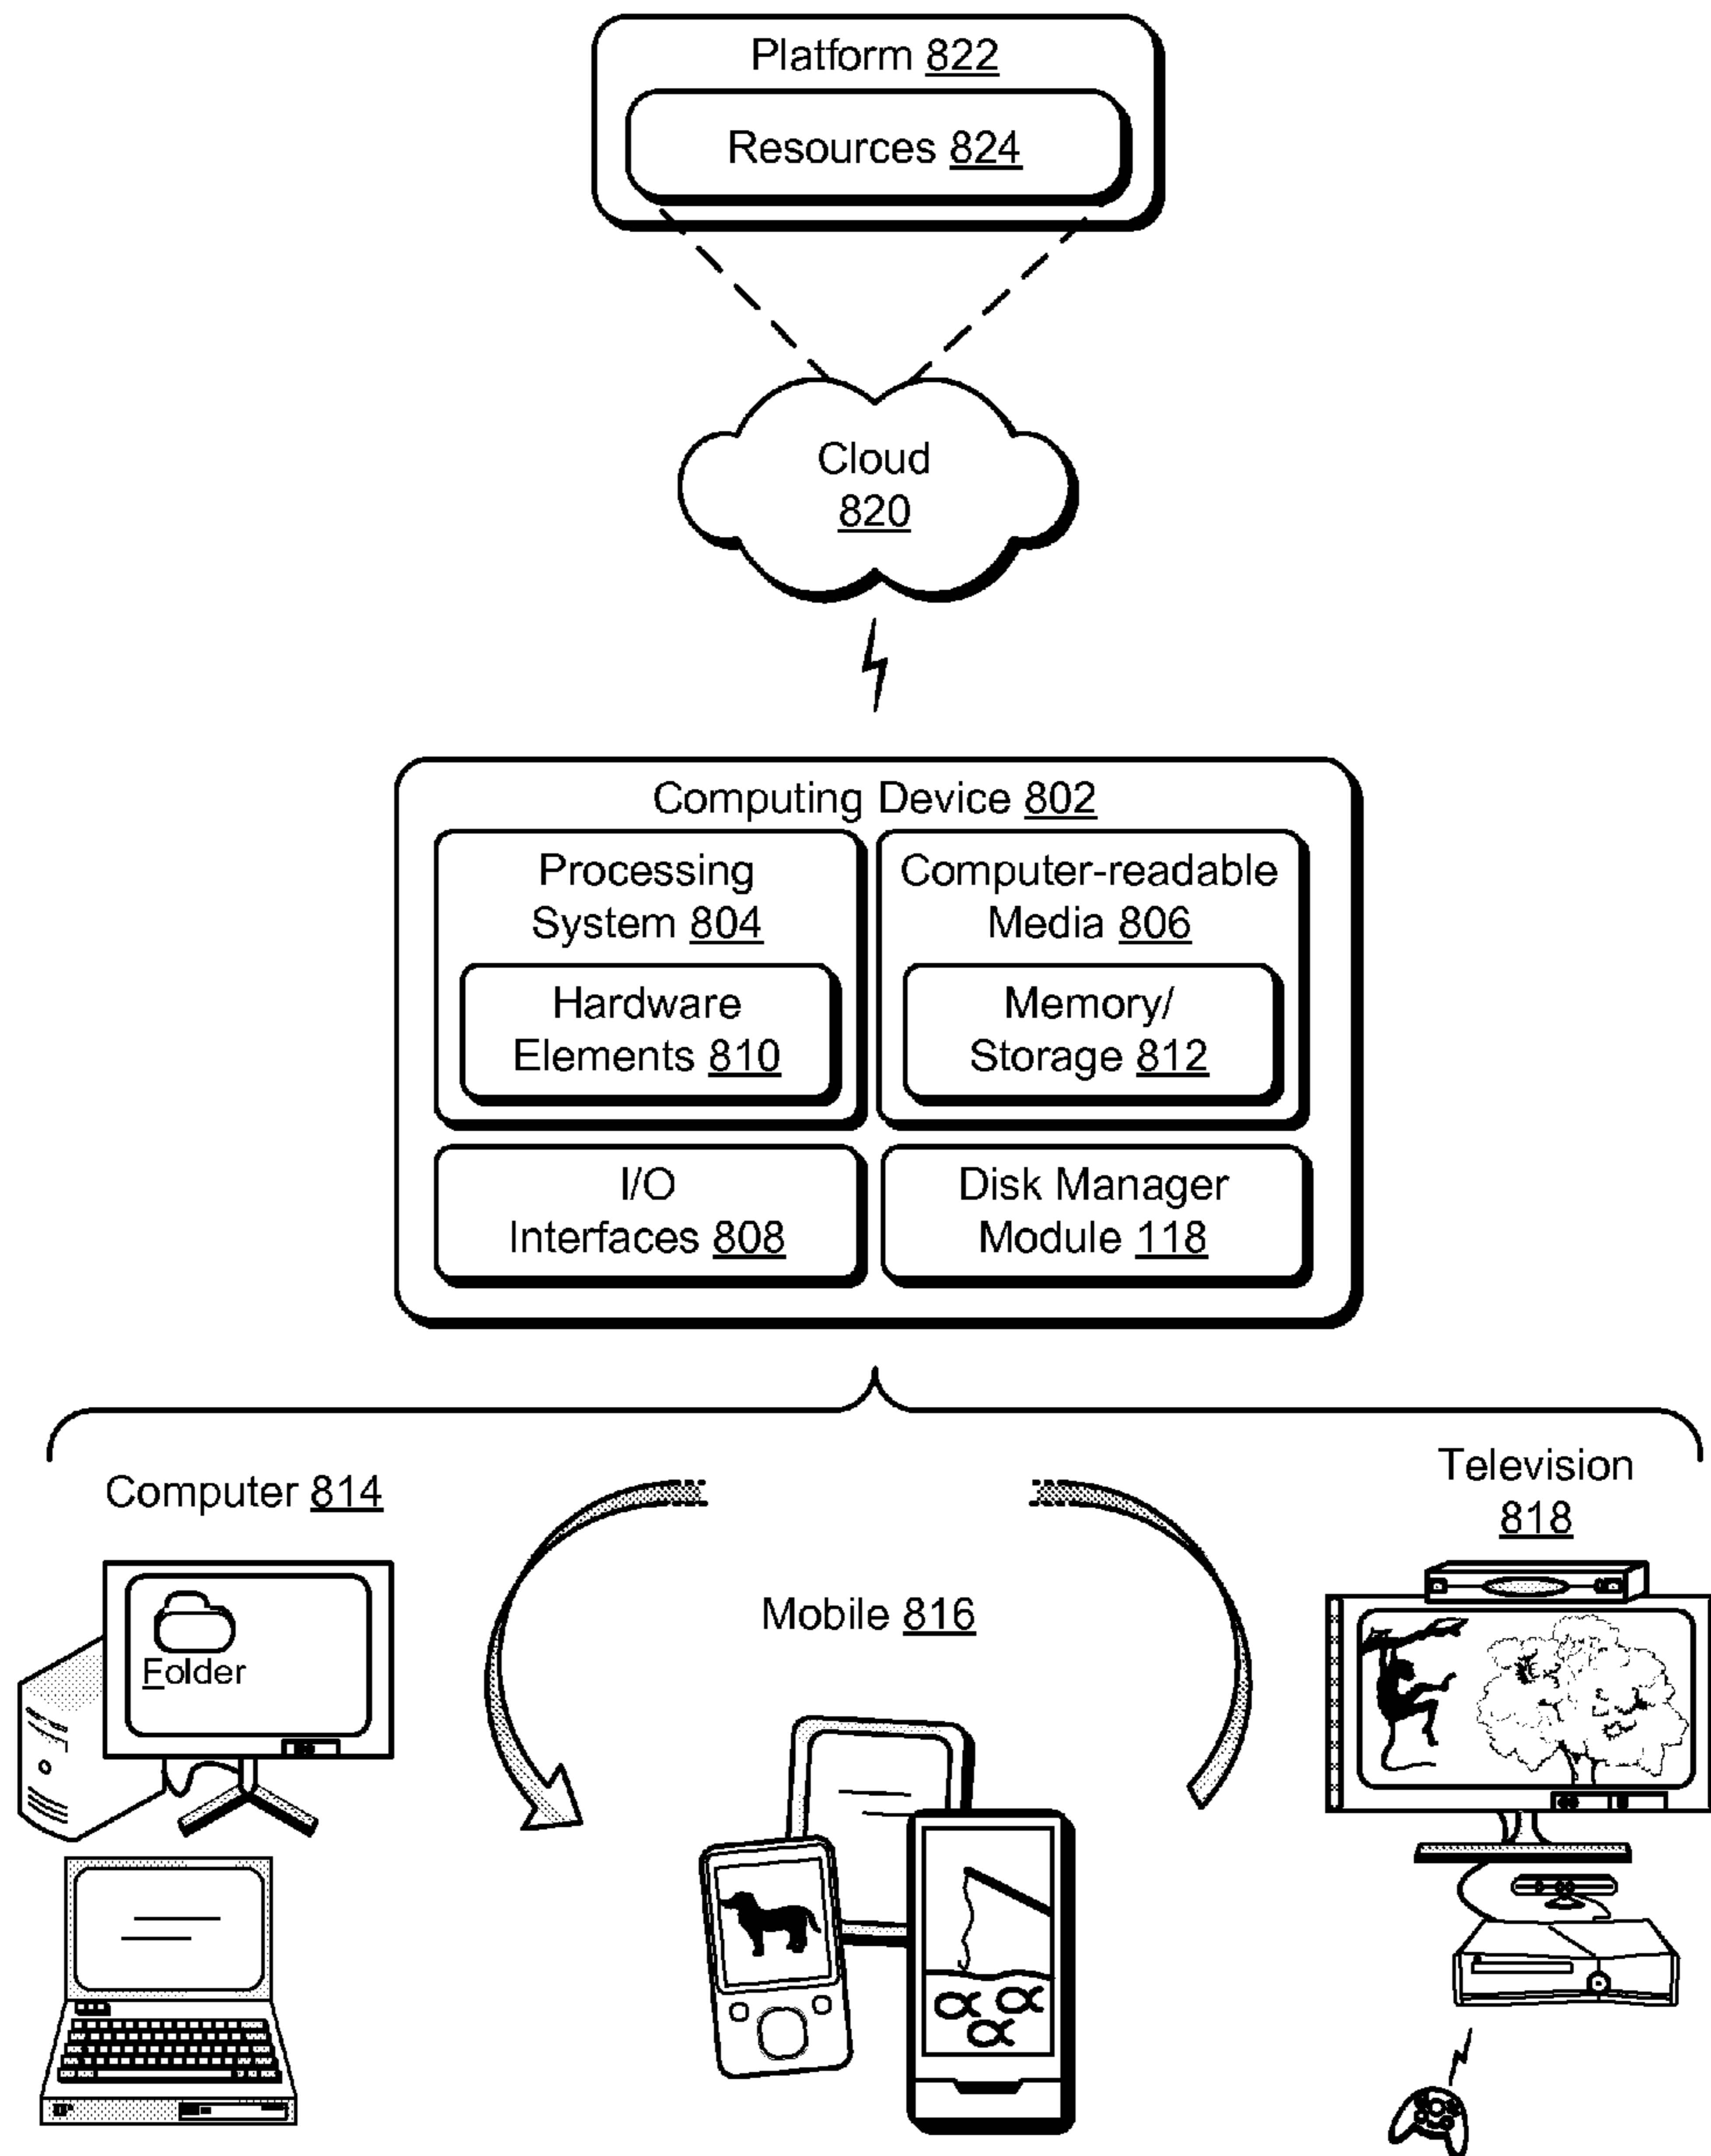 Platform 822
Resources 824
Cloud
820
Computing Device 802
Processing
System 804
Hardware
Elements 810
Computer-readable
Media 806
Memory/
Storage 812
I/O
Interfaces 808
Disk Manager
Module 118
Computer 814
Folder
Mobile 816
Television
818